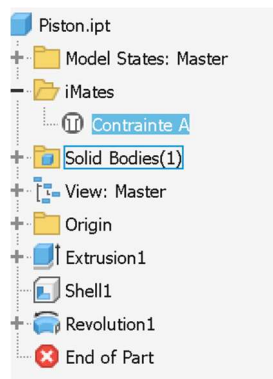 Piston.ipt
Model States: Master
iMates
Contrainte A
Solid Bodies(1)
View: Master
Origin
Extrusion1
Shell1
Revolution1
End of Part